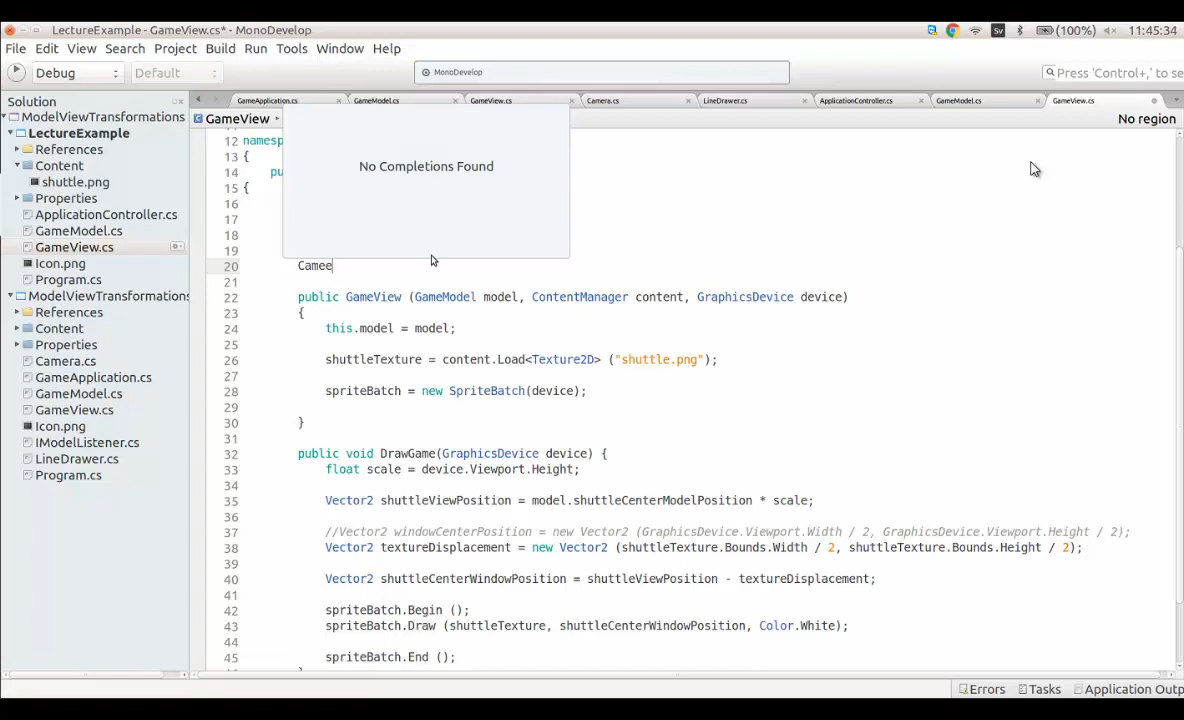 LectureExample - GameView.cs* - MonoDevelop
Sv (100%) 11:45:34
File Edit View Search Project Build Run Tools Window Help
Debug Default MonoDevelop Press 'Control+,' to se
Solution GameApplication.cs GameModel.cs GameView.cs Camera.cs LineDrawer.cs ApplicationController.cs GameModel.cs GameView.cs
GameView No region
ModelViewTransformations
LectureExample
References
Content
shuttle.png
Properties
ApplicationController.cs
GameModel.cs
GameView.cs
Icon.png
Program.cs
ModelViewTransformations
References
Content
Properties
Camera.cs
GameApplication.cs
GameModel.cs
GameView.cs
Icon.png
IModelListener.cs
LineDrawer.cs
Program.cs
No Completions Found
12 namesp
13 {
14 pu
15 {
16
17
18
19
20 Camee
21
22 public GameView (GameModel model, ContentManager content, GraphicsDevice device)
23 {
24 this.model = model;
25
26 shuttleTexture = content.Load<Texture2D> ("shuttle.png");
27
28 spriteBatch = new SpriteBatch(device);
29
30 }
31
32 public void DrawGame(GraphicsDevice device) {
33 float scale = device.Viewport.Height;
34
35 Vector2 shuttleViewPosition = model.shuttleCenterModelPosition * scale;
36
37 //Vector2 windowCenterPosition = new Vector2 (GraphicsDevice.Viewport.Width / 2, GraphicsDevice.Viewport.Height / 2);
38 Vector2 textureDisplacement = new Vector2 (shuttleTexture.Bounds.Width / 2, shuttleTexture.Bounds.Height / 2);
39
40 Vector2 shuttleCenterWindowPosition = shuttleViewPosition - textureDisplacement;
41
42 spriteBatch.Begin ();
43 spriteBatch.Draw (shuttleTexture, shuttleCenterWindowPosition, Color.White);
44
45 spriteBatch.End ();
Errors Tasks Application Outp